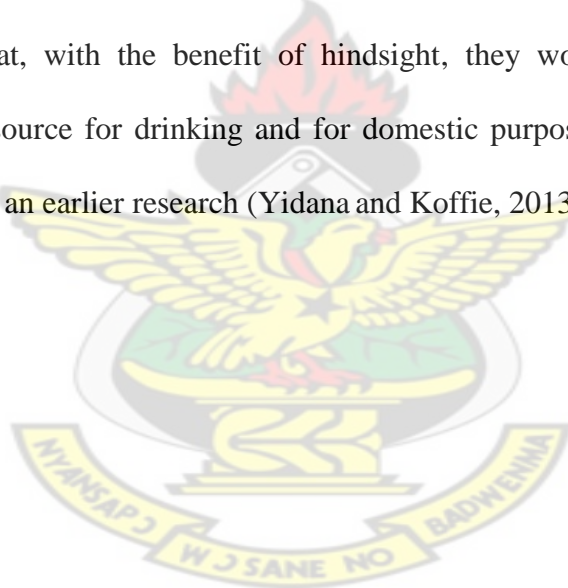 at, with the benefit of hindsight, they wo
source for drinking and for domestic purpos
an earlier research (Yidana and Koffie, 2013
NYANSAPƆ WƆSANE NO BADWENMA